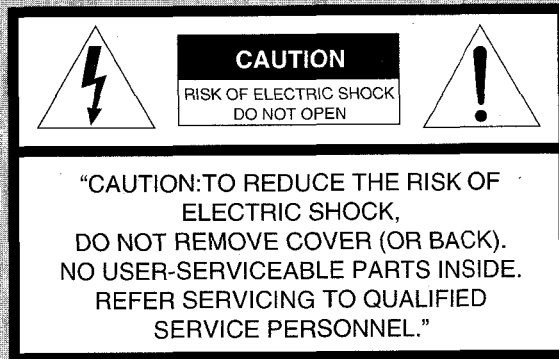 CAUTION
RISK OF ELECTRIC SHOCK
DO NOT OPEN
"CAUTION:TO REDUCE THE RISK OF
ELECTRIC SHOCK,
DO NOT REMOVE COVER (OR BACK).
NO USER-SERVICEABLE PARTS INSIDE.
REFER SERVICING TO QUALIFIED
SERVICE PERSONNEL."